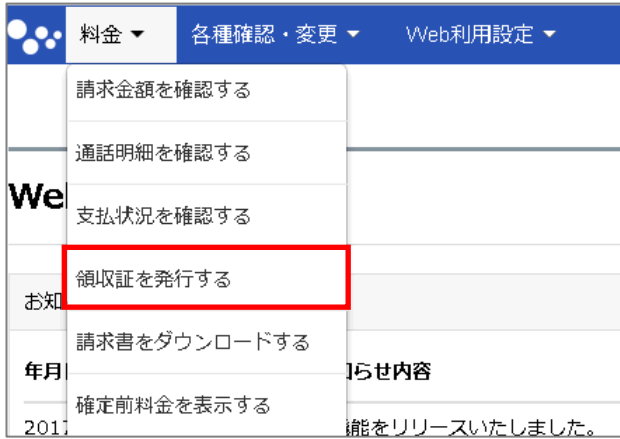 料金 ▼ 各種確認・変更 ▼ Web利用設定 ▼
請求金額を確認する
通話明細を確認する
We
支払状況を確認する
領収証を発行する
お知
請求書をダウンロードする
年月 らせ内容
確定前料金を表示する
201 能をリリースいたしました。